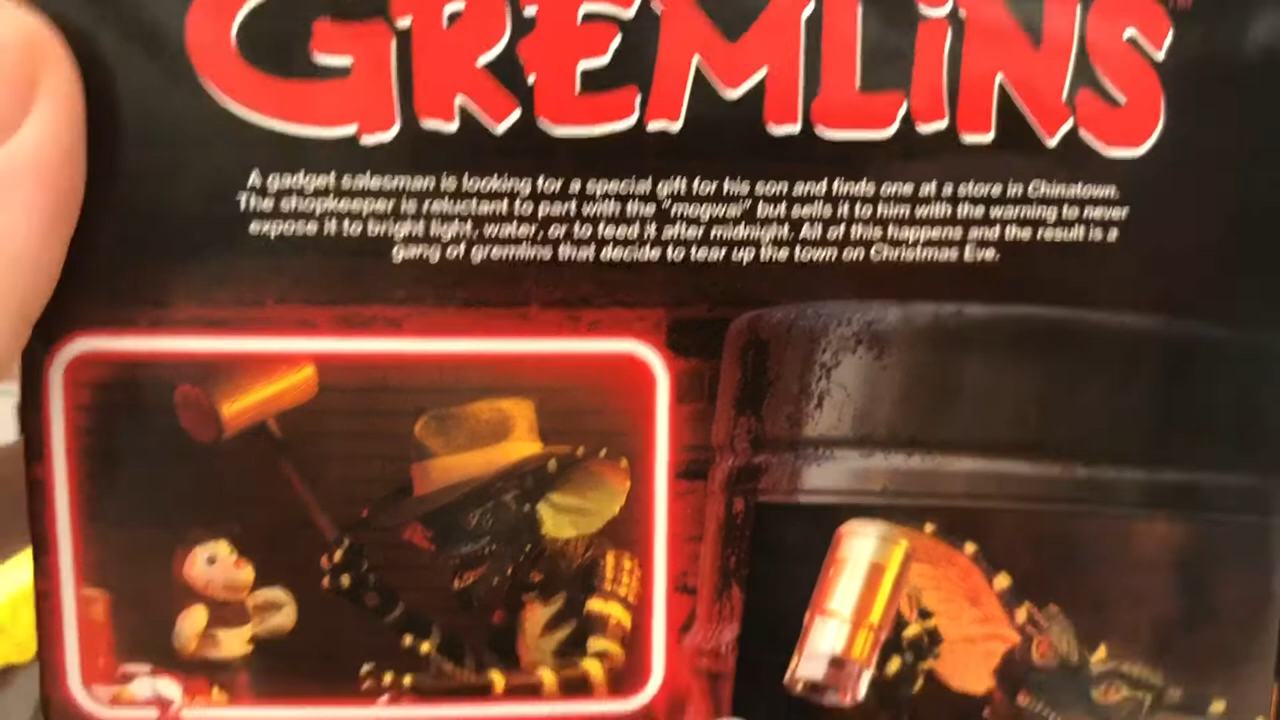 GREMLiNS
A gadget salesman is looking for a special gift for his son and finds one at a store in Chinatown.
The shopkeeper is reluctant to part with the "mogwai" but sells it to him with the warning to never
expose it to bright light, water, or to feed it after midnight. All of this happens and the result is a
gang of gremlins that decide to tear up the town on Christmas Eve.